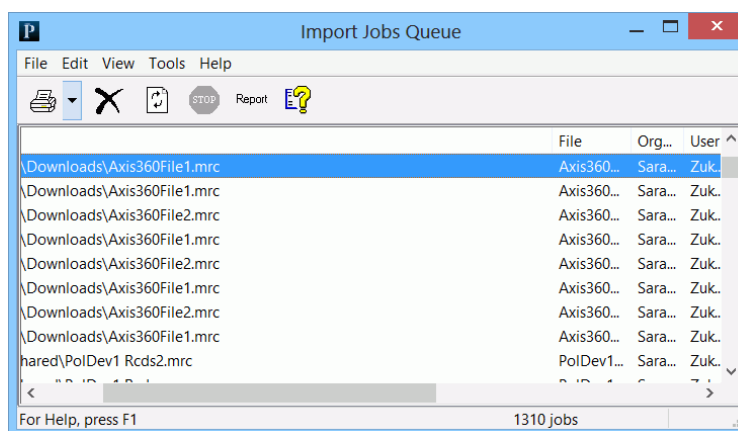 P Import Jobs Queue
File Edit View Tools Help
STOP Report
File Org... User
\Downloads\Axis360File1.mrc Axis360... Sara... Zuk..
\Downloads\Axis360File1.mrc Axis360... Sara... Zuk..
\Downloads\Axis360File2.mrc Axis360... Sara... Zuk..
\Downloads\Axis360File1.mrc Axis360... Sara... Zuk..
\Downloads\Axis360File2.mrc Axis360... Sara... Zuk..
\Downloads\Axis360File1.mrc Axis360... Sara... Zuk..
\Downloads\Axis360File2.mrc Axis360... Sara... Zuk..
\Downloads\Axis360File1.mrc Axis360... Sara... Zuk..
hared\PolDev1 Rcds2.mrc PolDev1... Sara... Zuk..
For Help, press F1 1310 jobs